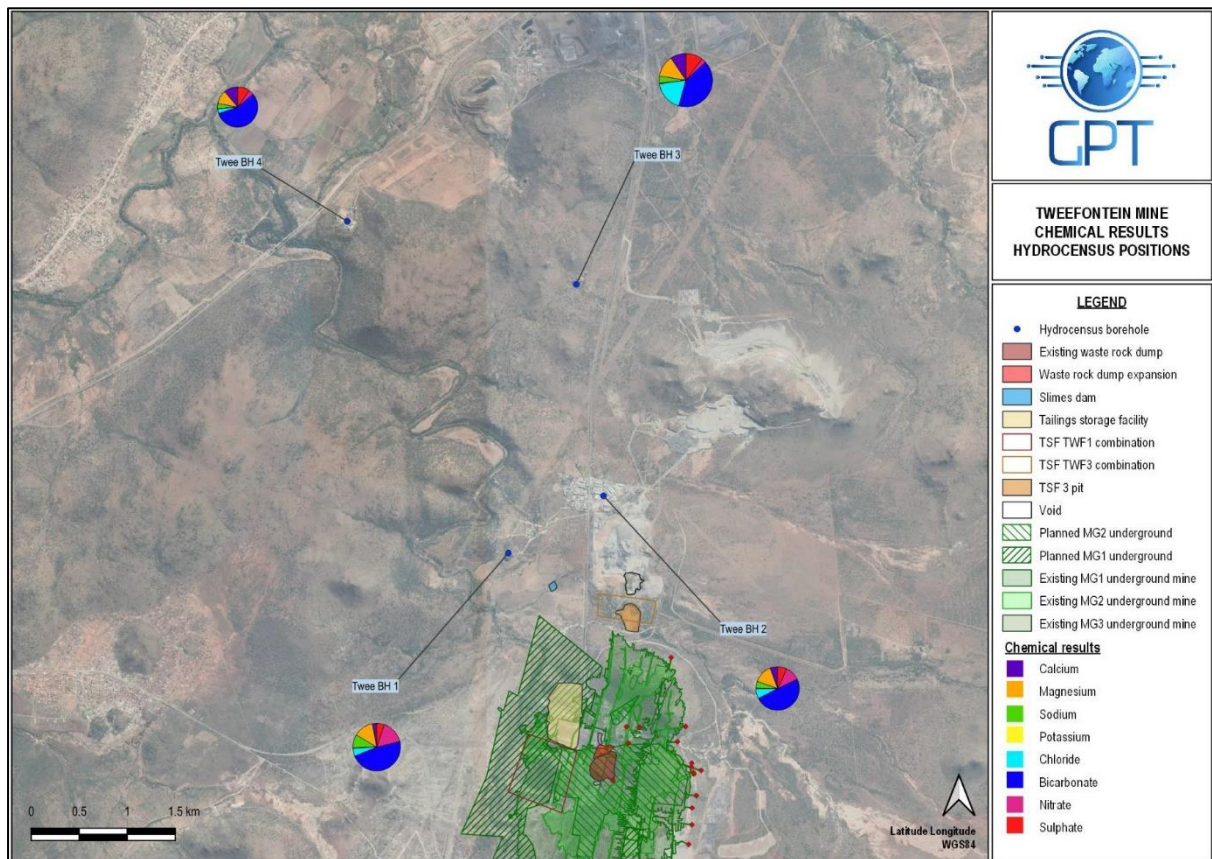 Twee BH 4
Twee BH 3
Twee BH 2
Twee BH 1
0 0.5 1 1.5 km
Latitude Longitude
WGS84
GPT
TWEEFONTEIN MINE
CHEMICAL RESULTS
HYDROCENSUS POSITIONS
LEGEND
Hydrocensus borehole
Existing waste rock dump
Waste rock dump expansion
Slimes dam
Tailings storage facility
TSF TWF1 combination
TSF TWF3 combination
TSF 3 pit
Void
Planned MG2 underground
Planned MG1 underground
Existing MG1 underground mine
Existing MG2 underground mine
Existing MG3 underground mine
Chemical results
Calcium
Magnesium
Sodium
Potassium
Chloride
Bicarbonate
Nitrate
Sulphate